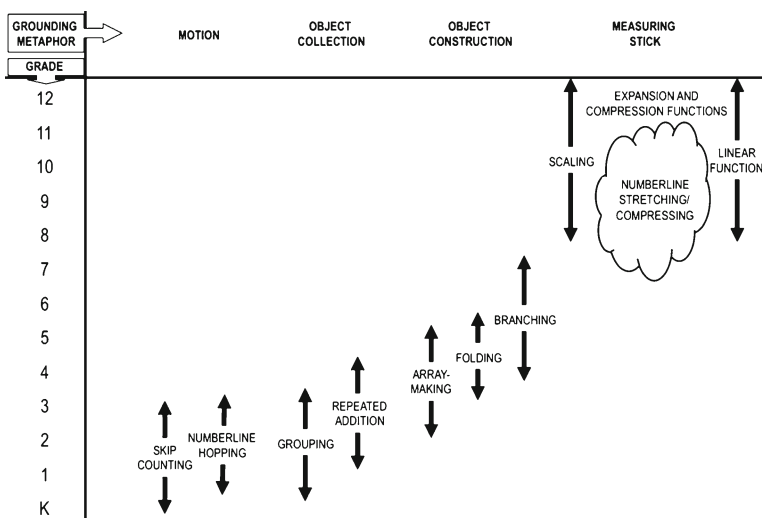 GROUNDING
METAPHOR
MOTION
OBJECT
COLLECTION
OBJECT
CONSTRUCTION
MEASURING
STICK
GRADE
12
11
10
9
8
7
6
5
4
3
2
1
K
SKIP
COUNTING
NUMBERLINE
HOPPING
GROUPING
REPEATED
ADDITION
ARRAY-
MAKING
FOLDING
BRANCHING
SCALING
EXPANSION AND
COMPRESSION FUNCTIONS
NUMBERLINE
STRETCHING/
COMPRESSING
LINEAR
FUNCTION